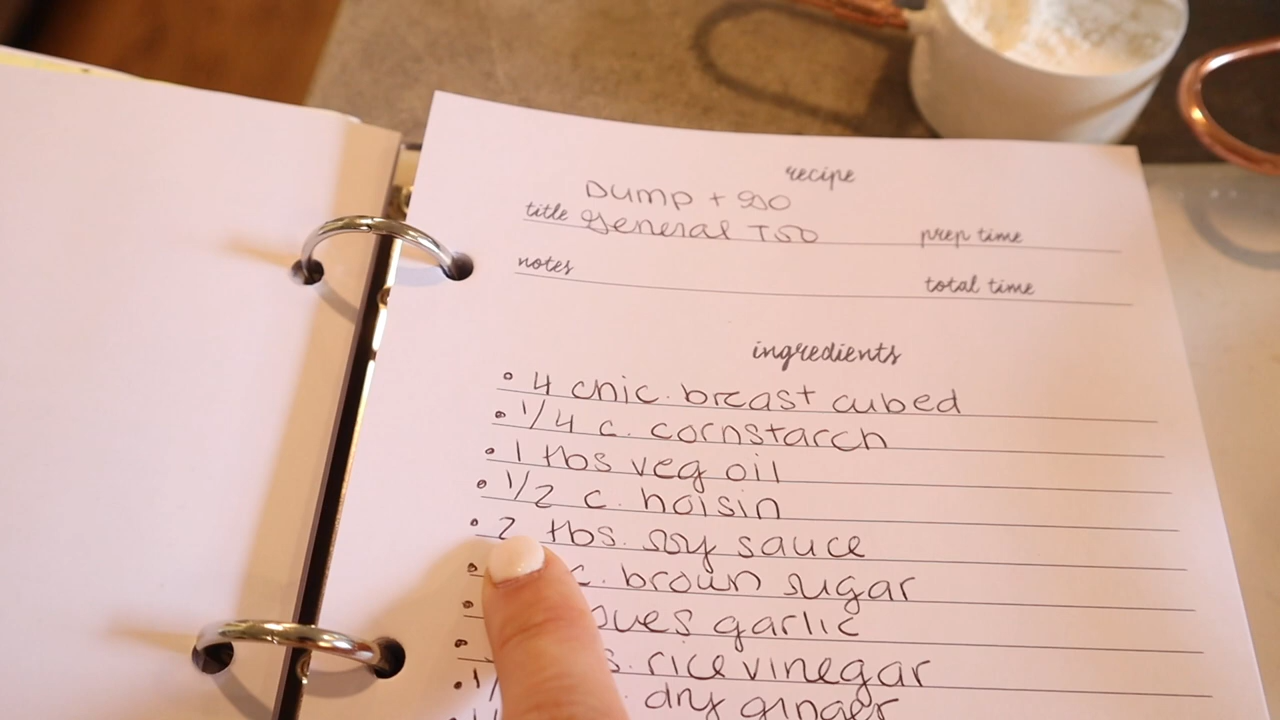 recipe
Dump + Go
title General Tso prep time
notes total time
ingredients
• 4 chic. breast cubed
• 1/4 c. cornstarch
• 1 tbs veg oil
• 1/2 c. hoisin
• 2 tbs. soy sauce
• c. brown sugar
• garlic
• rice vinegar
• dry ginger